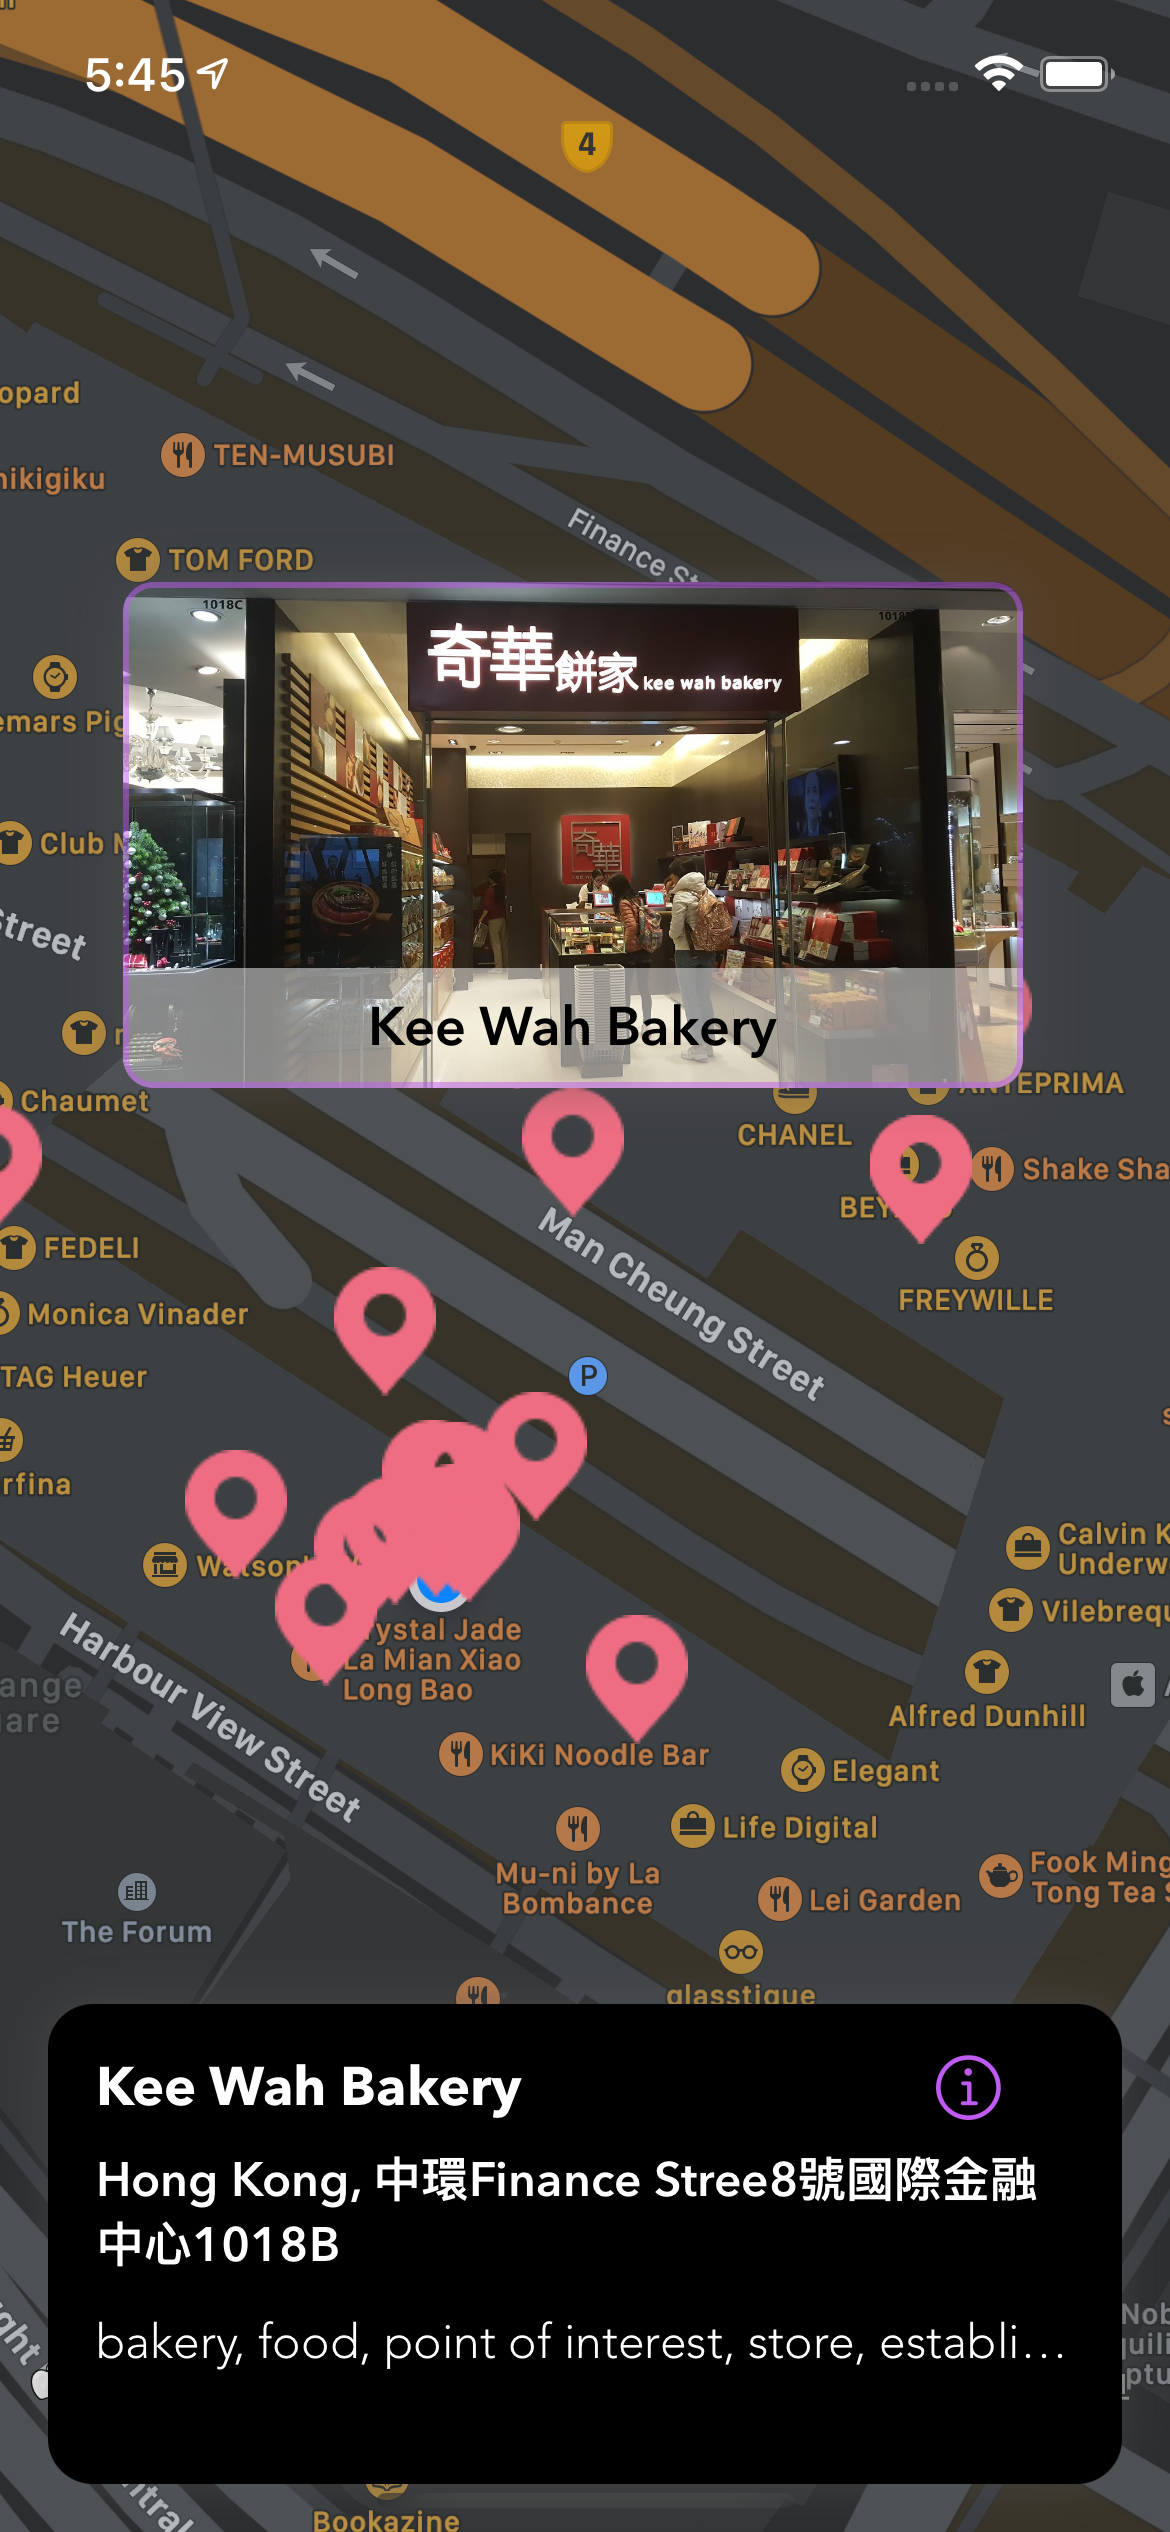 5:45
4
opard
TEN-MUSUBI
nikigiku
Finance St
TOM FORD
1018C
奇華餅家 kee wah bakery
emars Pig
Club
Street
Kee Wah Bakery
ANTEPRIMA
Chaumet
CHANEL
Shake Sha
FEDELI
Man Cheung Street
FREYWILLE
Monica Vinader
TAG Heuer
P
rfina
Calvin K
Underw
Watson
Vilebrequ
Harbour View Street
rystal Jade
La Mian Xiao
Long Bao
ange
uare
Alfred Dunhill
KiKi Noodle Bar
Elegant
Life Digital
Mu-ni by La
Bombance
Fook Ming
Tong Tea S
Lei Garden
The Forum
glasstique
Kee Wah Bakery
Hong Kong, 中環Finance Stree8號國際金融
中心1018B
bakery, food, point of interest, store, establi…
Nob
quili
ptu
ght
ntral
Bookazine